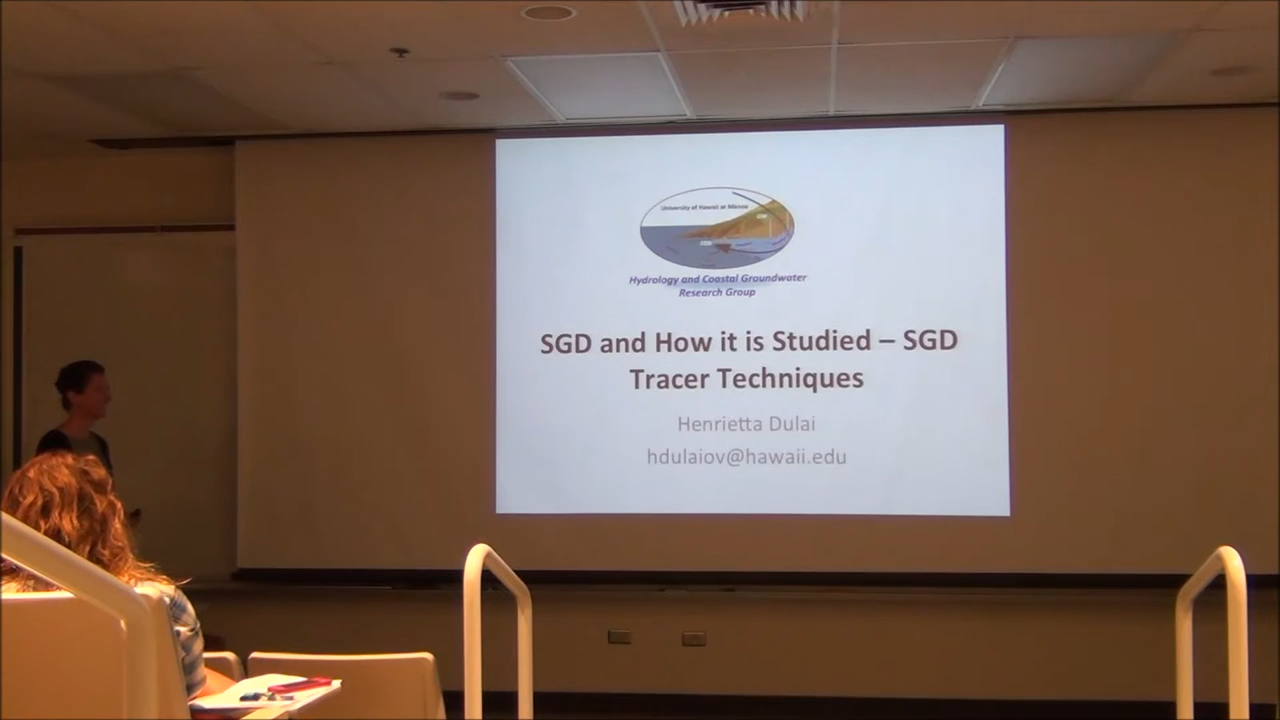 University of Hawaii at Manoa
Hydrology and Coastal Groundwater
Research Group
SGD and How it is Studied – SGD
Tracer Techniques
Henrietta Dulai
hdulaiov@hawaii.edu